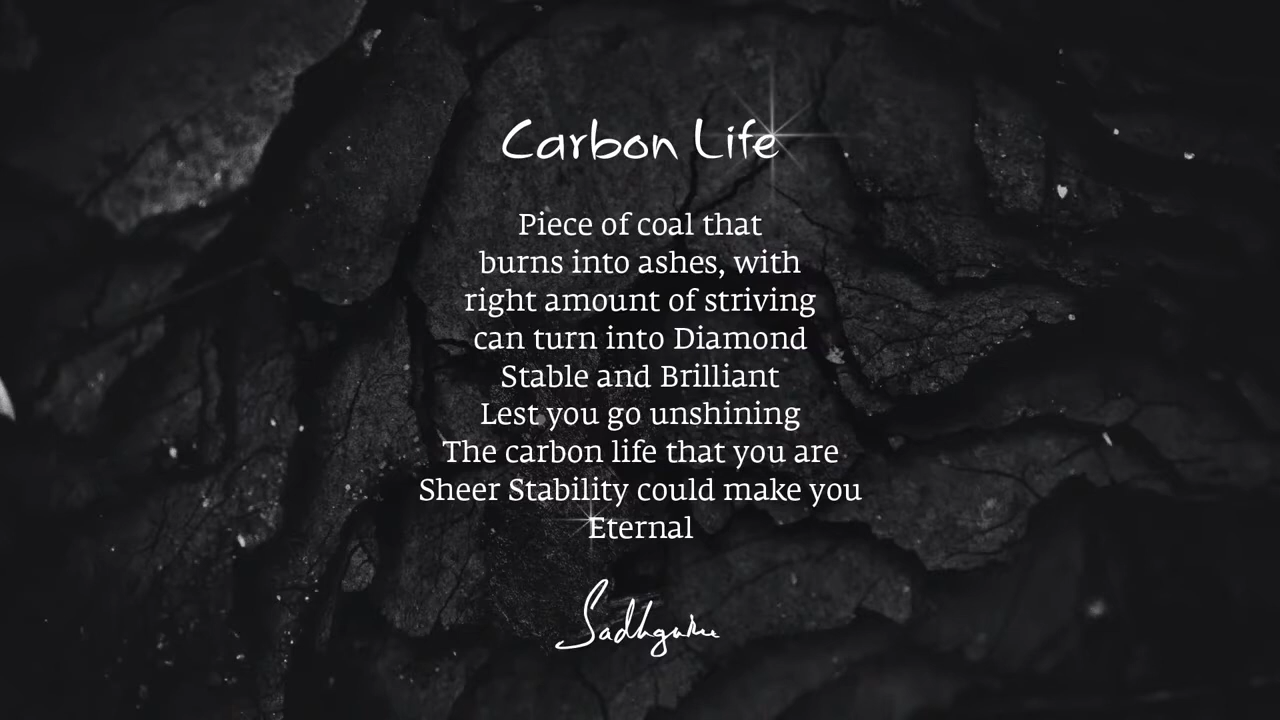 Carbon Life
Piece of coal that
burns into ashes, with
right amount of striving
can turn into Diamond
Stable and Brilliant
Lest you go unshining
The carbon life that you are
Sheer Stability could make you
Eternal
Sadhguru